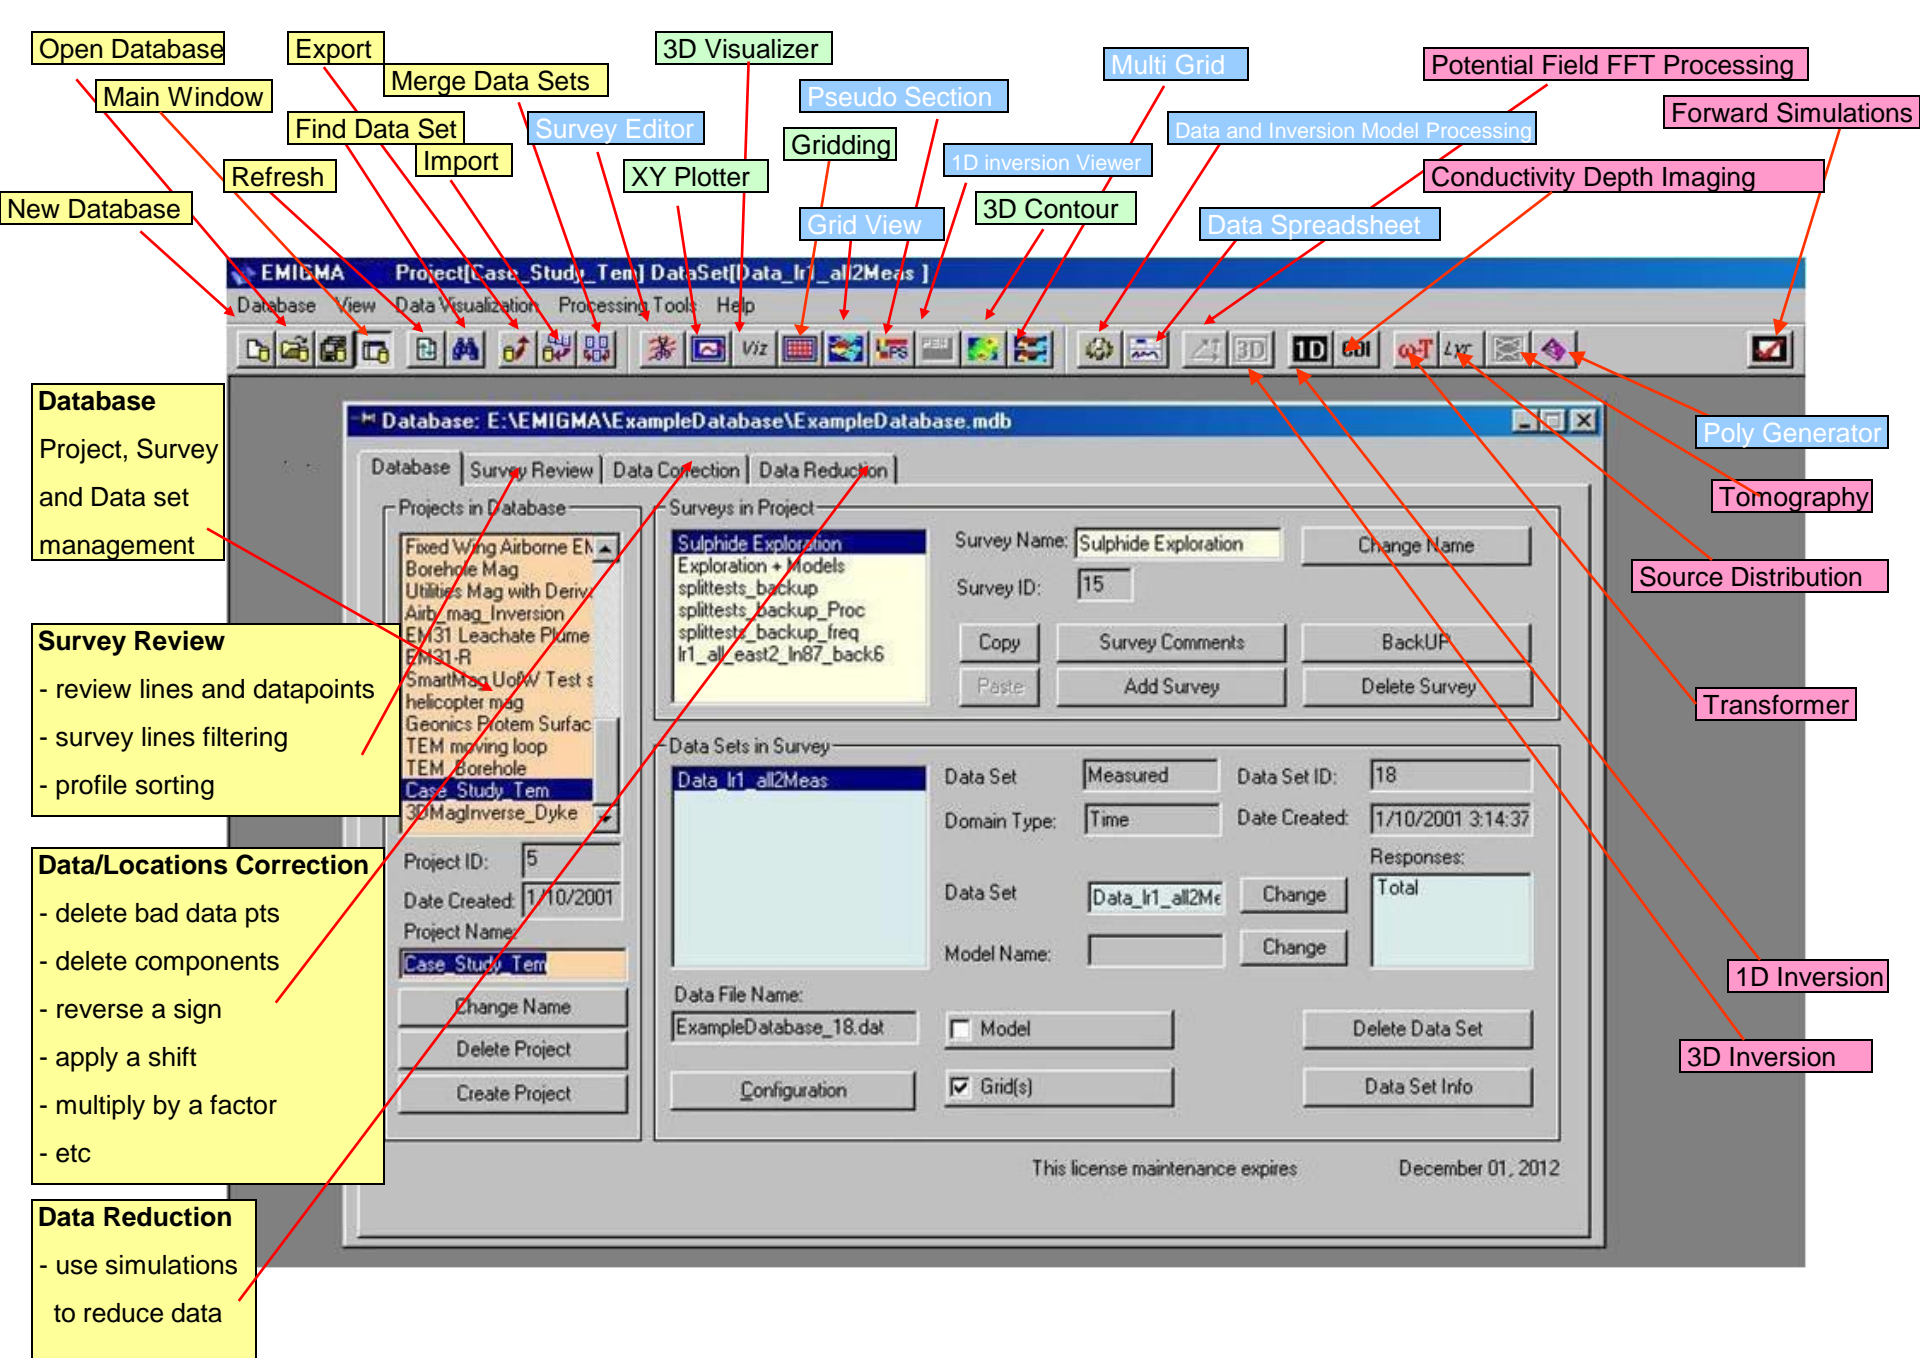 Open Database
Export
3D Visualizer
Multi Grid
Potential Field FFT Processing
Main Window
Merge Data Sets
Pseudo Section
Forward Simulations
Find Data Set
Survey Editor
Gridding
Data and Inversion Model Processing
Refresh
Import
XY Plotter
1D inversion Viewer
Conductivity Depth Imaging
New Database
Grid View
3D Contour
Data Spreadsheet
EMIGMA Project[Case_Study_Tem] DataSet[Data_lr1_all2Meas ]
Database View Data Visualization Processing Tools Help
Viz
PS
3D
1D
CDI
ω-T
Database
Project, Survey
and Data set
management
Survey Review
- review lines and datapoints
- survey lines filtering
- profile sorting
Data/Locations Correction
- delete bad data pts
- delete components
- reverse a sign
- apply a shift
- multiply by a factor
- etc
Data Reduction
- use simulations
to reduce data
Database: E:\EMIGMA\ExampleDatabase\ExampleDatabase.mdb
Database Survey Review Data Correction Data Reduction
Projects in Database
Fixed Wing Airborne EM
Borehole Mag
Utilities Mag with Deriv
Airb_mag_Inversion
EM31 Leachate Plume
EM31-R
SmartMag UofW Test s
helicopter mag
Geonics Protem Surfac
TEM moving loop
TEM_Borehole
Case_Study_Tem
3DMagInverse_Dyke
Project ID: 5
Date Created: 1/10/2001
Project Name:
Case_Study_Tem
Change Name
Delete Project
Create Project
Surveys in Project
Sulphide Exploration
Exploration + Models
splittests_backup
splittests_backup_Proc
splittests_backup_freq
lr1_all_east2_ln87_back6
Survey Name: Sulphide Exploration
Change Name
Survey ID: 15
Copy
Survey Comments
BackUP
Paste
Add Survey
Delete Survey
Data Sets in Survey
Data_lr1_all2Meas
Data Set Measured
Data Set ID: 18
Domain Type: Time
Date Created: 1/10/2001 3:14:37
Responses:
Total
Data Set Data_lr1_all2Me Change
Model Name: Change
Data File Name:
ExampleDatabase_18.dat
Model
Delete Data Set
Configuration
Grid(s)
Data Set Info
This license maintenance expires December 01, 2012
Poly Generator
Tomography
Source Distribution
Transformer
1D Inversion
3D Inversion